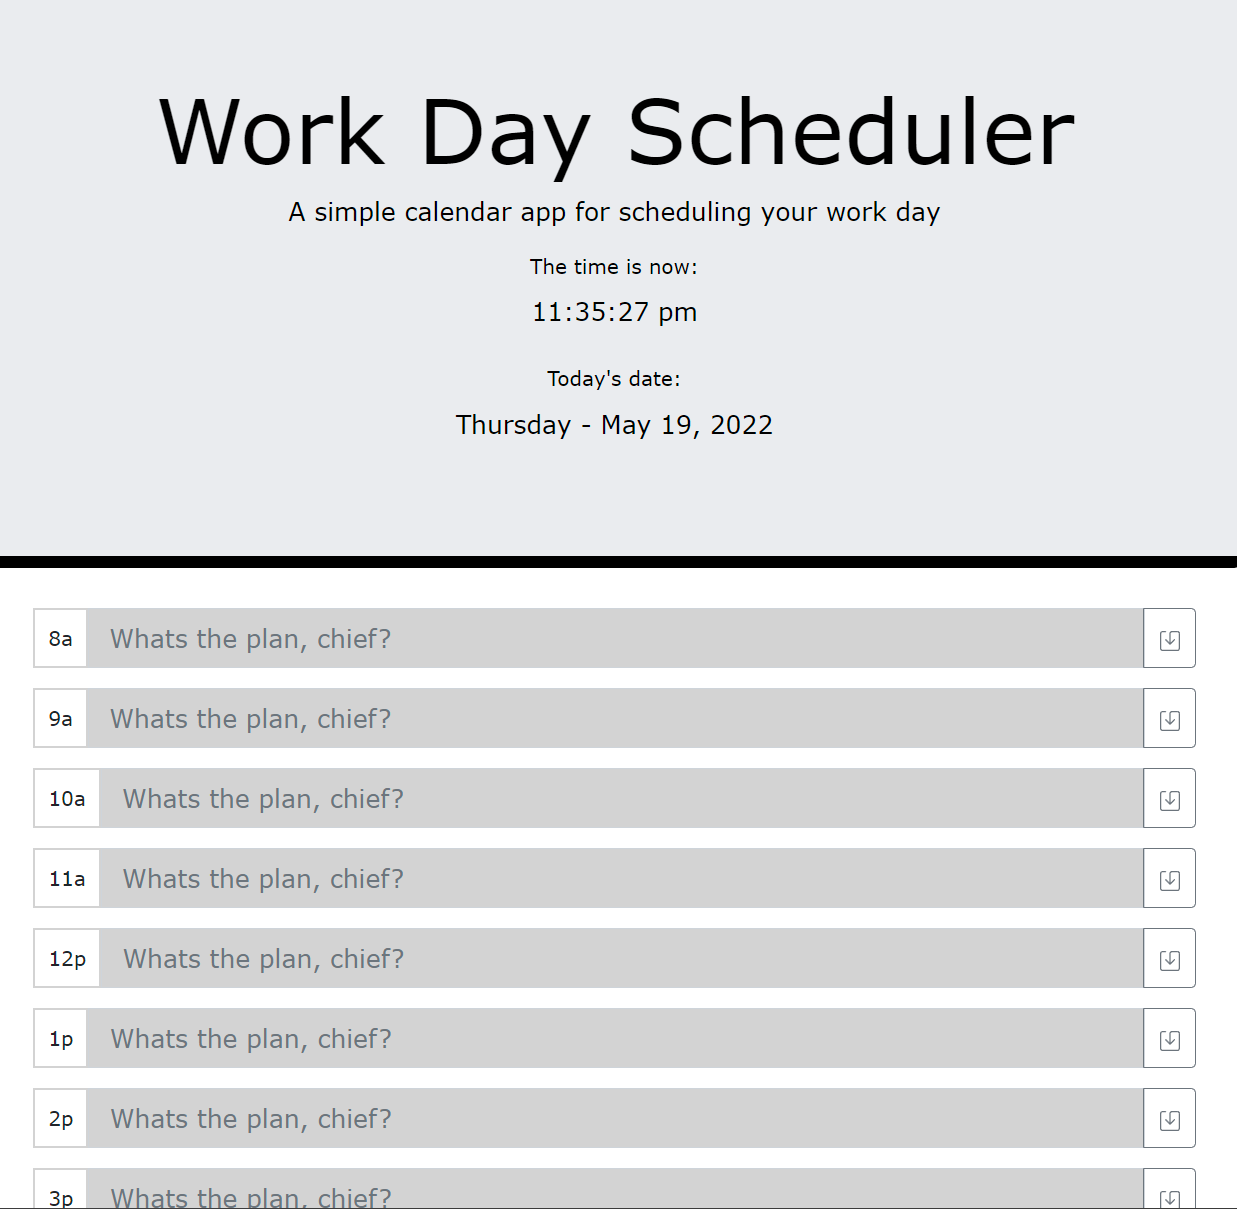 Work Day Scheduler
A simple calendar app for scheduling your work day
The time is now:
11:35:27 pm
Today's date:
Thursday - May 19, 2022
8a Whats the plan, chief?
9a Whats the plan, chief?
10a Whats the plan, chief?
11a Whats the plan, chief?
12p Whats the plan, chief?
1p Whats the plan, chief?
2p Whats the plan, chief?
3p Whats the plan, chief?